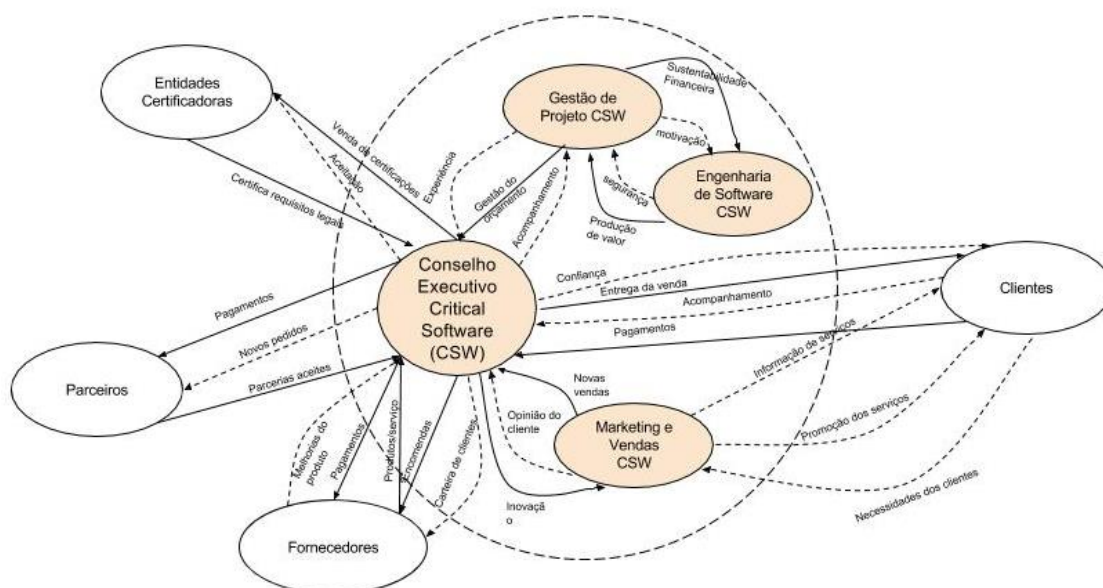 Entidades
Certificadoras
Gestão de
Projeto CSW
Sustentabilidade
Financeira
motivação
Engenharia
de Software
CSW
segurança
Produção
de valor
Venda de certificações
Aceitação
Certifica requisitos legais
Experiência
Gestão do
orçamento
Acompanhamento
Conselho
Executivo
Critical
Software
(CSW)
Confiança
Entrega da venda
Acompanhamento
Pagamentos
Clientes
Pagamentos
Novos pedidos
Parcerias aceites
Parceiros
Novas
vendas
Opinião do
cliente
Marketing e
Vendas
CSW
Informação de serviços
Promoção dos serviços
Necessidades dos clientes
Melhorias do
produto
Pagamentos
Produtos/serviço
Encomendas
Carteira de clientes
Inovaçã
o
Fornecedores